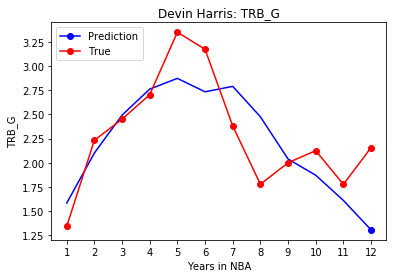 Devin Harris: TRB_G
Prediction
True
TRB_G
3.25
3.00
2.75
2.50
2.25
2.00
1.75
1.50
1.25
1 2 3 4 5 6 7 8 9 10 11 12
Years in NBA